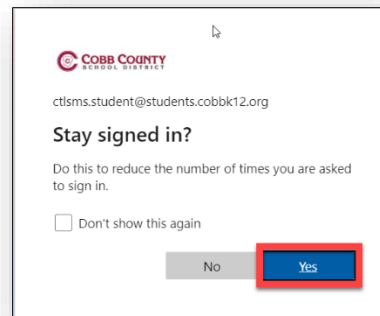 COBB COUNTY
SCHOOL DISTRICT
ctlsms.student@students.cobbk12.org
Stay signed in?
Do this to reduce the number of times you are asked
to sign in.
Don't show this again
No Yes